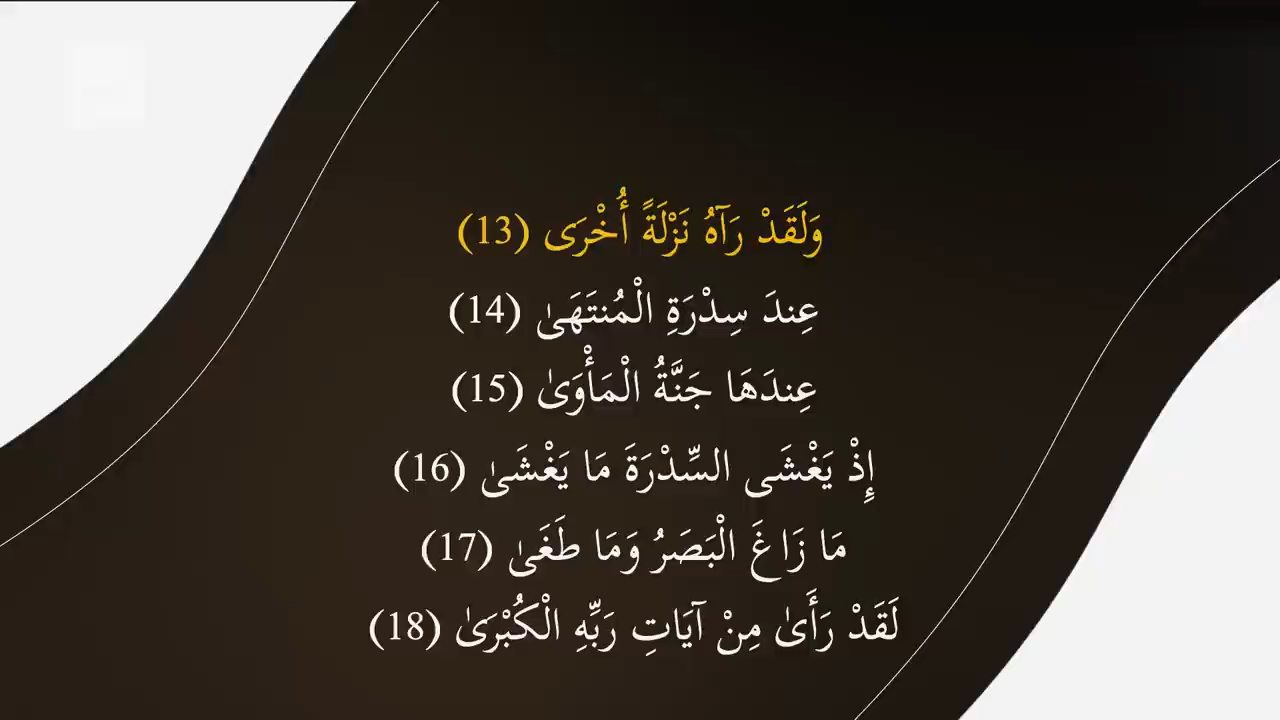 وَلَقَدْ رَآهُ نَزْلَةً أُخْرَى (13)
عِندَ سِدْرَةِ الْمُنتَهَىٰ (14)
عِندَهَا جَنَّةُ الْمَأْوَىٰ (15)
إِذْ يَغْشَى السِّدْرَةَ مَا يَغْشَىٰ (16)
مَا زَاغَ الْبَصَرُ وَمَا طَغَىٰ (17)
لَقَدْ رَأَىٰ مِنْ آيَاتِ رَبِّهِ الْكُبْرَىٰ (18)